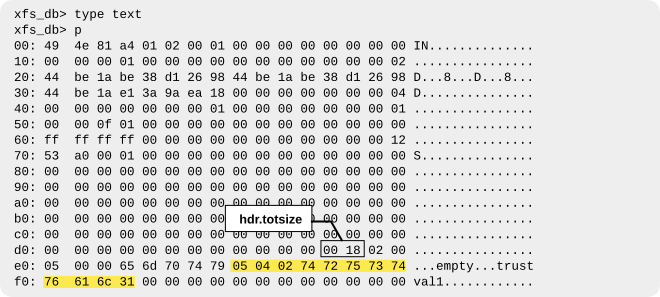 xfs_db> type text
xfs_db> p
00: 49 4e 81 a4 01 02 00 01 00 00 00 00 00 00 00 00 IN..............
10: 00 00 00 01 00 00 00 00 00 00 00 00 00 00 00 02 ................
20: 44 be 1a be 38 d1 26 98 44 be 1a be 38 d1 26 98 D...8...D...8...
30: 44 be 1a e1 3a 9a ea 18 00 00 00 00 00 00 00 04 D...............
40: 00 00 00 00 00 00 00 01 00 00 00 00 00 00 00 01 ................
50: 00 00 0f 01 00 00 00 00 00 00 00 00 00 00 00 00 ................
60: ff ff ff ff 00 00 00 00 00 00 00 00 00 00 00 12 ................
70: 53 a0 00 01 00 00 00 00 00 00 00 00 00 00 00 00 S...............
80: 00 00 00 00 00 00 00 00 00 00 00 00 00 00 00 00 ................
90: 00 00 00 00 00 00 00 00 00 00 00 00 00 00 00 00 ................
a0: 00 00 00 00 00 00 00 00 00 00 00 00 00 00 00 00 ................
b0: 00 00 00 00 00 00 00 00 hdr.totsize 00 00 00 00 ................
c0: 00 00 00 00 00 00 00 00 00 00 00 00 00 00 00 00 ................
d0: 00 00 00 00 00 00 00 00 00 00 00 00 00 18 02 00 ................
e0: 05 00 00 65 6d 70 74 79 05 04 02 74 72 75 73 74 ...empty...trust
f0: 76 61 6c 31 00 00 00 00 00 00 00 00 00 00 00 00 val1............